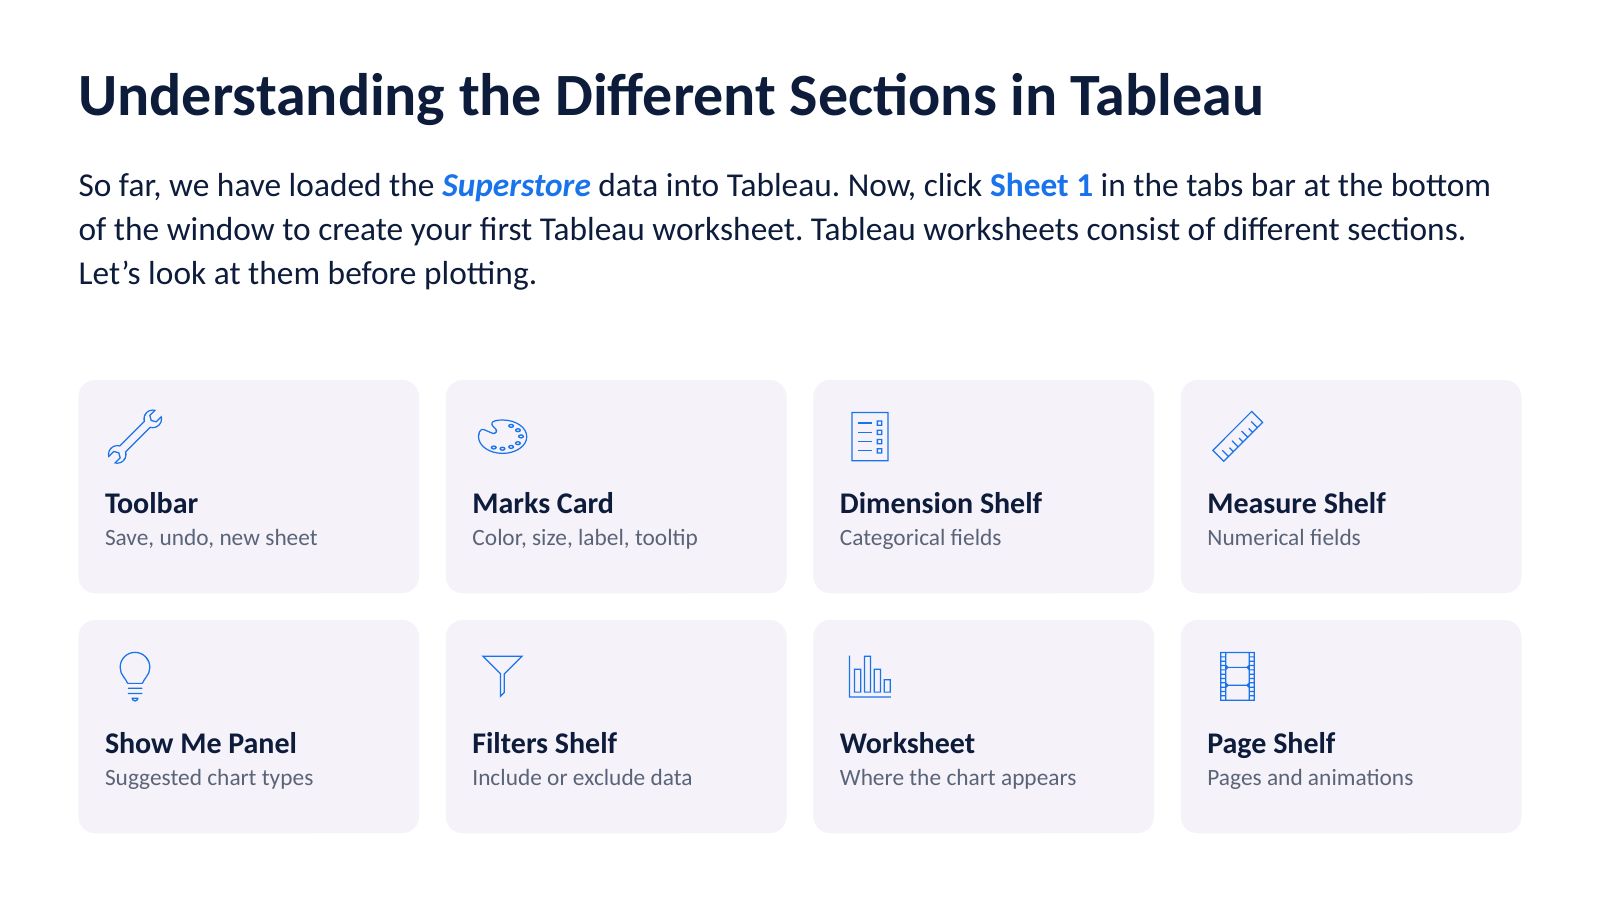 Understanding the Different Sections in Tableau
So far, we have loaded the Superstore data into Tableau. Now, click Sheet 1 in the tabs bar at the bottom
of the window to create your first Tableau worksheet. Tableau worksheets consist of different sections.
Let’s look at them before plotting.
Toolbar
Save, undo, new sheet
Marks Card
Color, size, label, tooltip
Dimension Shelf
Categorical fields
Measure Shelf
Numerical fields
Show Me Panel
Suggested chart types
Filters Shelf
Include or exclude data
Worksheet
Where the chart appears
Page Shelf
Pages and animations